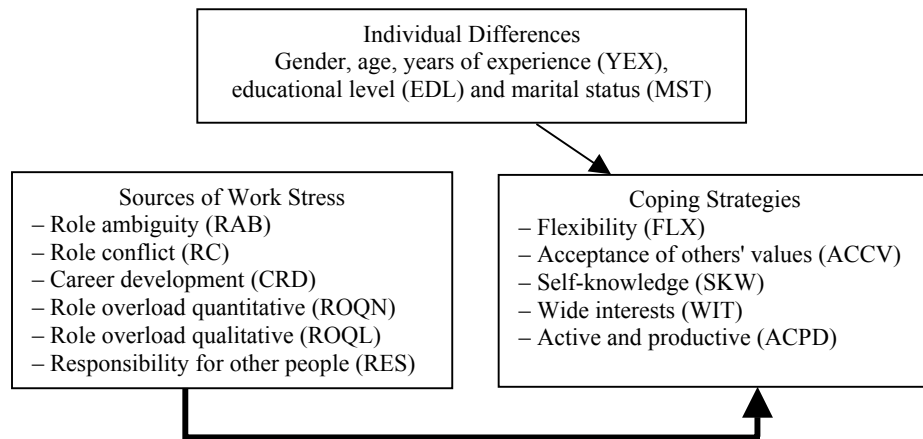 Individual Differences
Gender, age, years of experience (YEX),
educational level (EDL) and marital status (MST)
Sources of Work Stress
– Role ambiguity (RAB)
– Role conflict (RC)
– Career development (CRD)
– Role overload quantitative (ROQN)
– Role overload qualitative (ROQL)
– Responsibility for other people (RES)
Coping Strategies
– Flexibility (FLX)
– Acceptance of others' values (ACCV)
– Self-knowledge (SKW)
– Wide interests (WIT)
– Active and productive (ACPD)